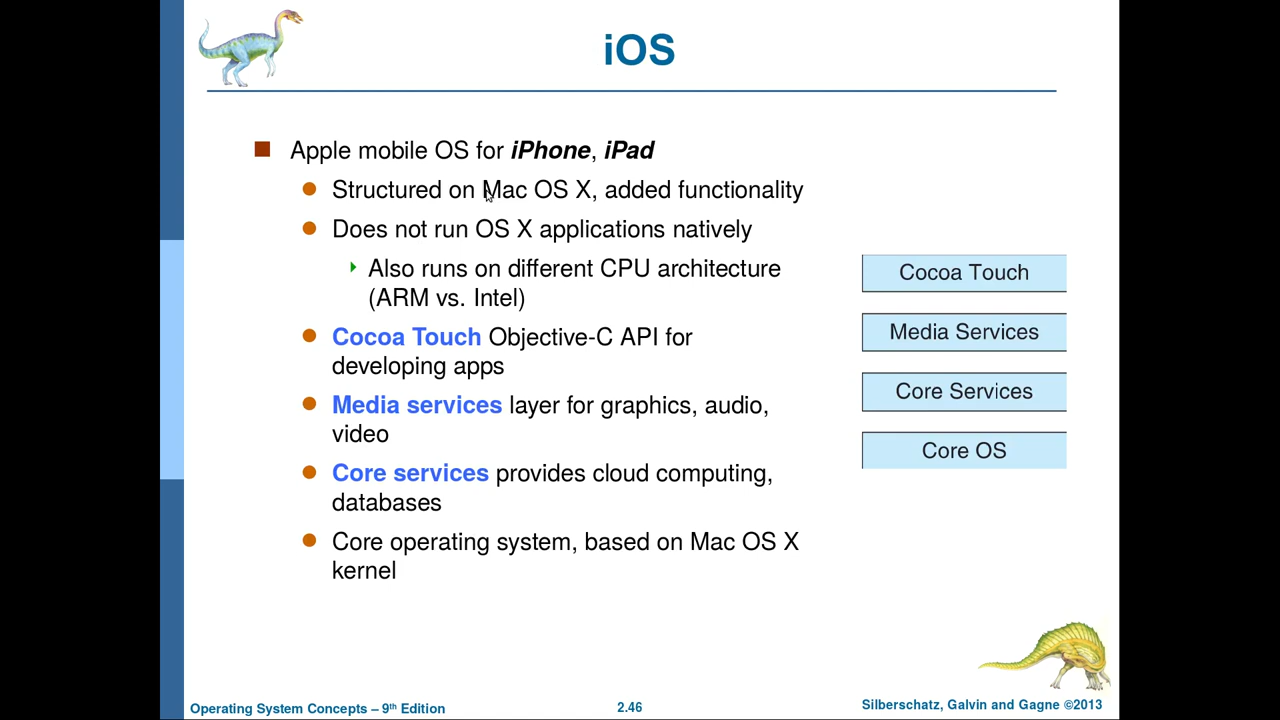 iOS
Apple mobile OS for iPhone, iPad
Structured on Mac OS X, added functionality
Does not run OS X applications natively
Also runs on different CPU architecture
(ARM vs. Intel)
Cocoa Touch Objective-C API for
developing apps
Media services layer for graphics, audio,
video
Core services provides cloud computing,
databases
Core operating system, based on Mac OS X
kernel
Cocoa Touch
Media Services
Core Services
Core OS
Operating System Concepts – 9th Edition
2.46
Silberschatz, Galvin and Gagne ©2013